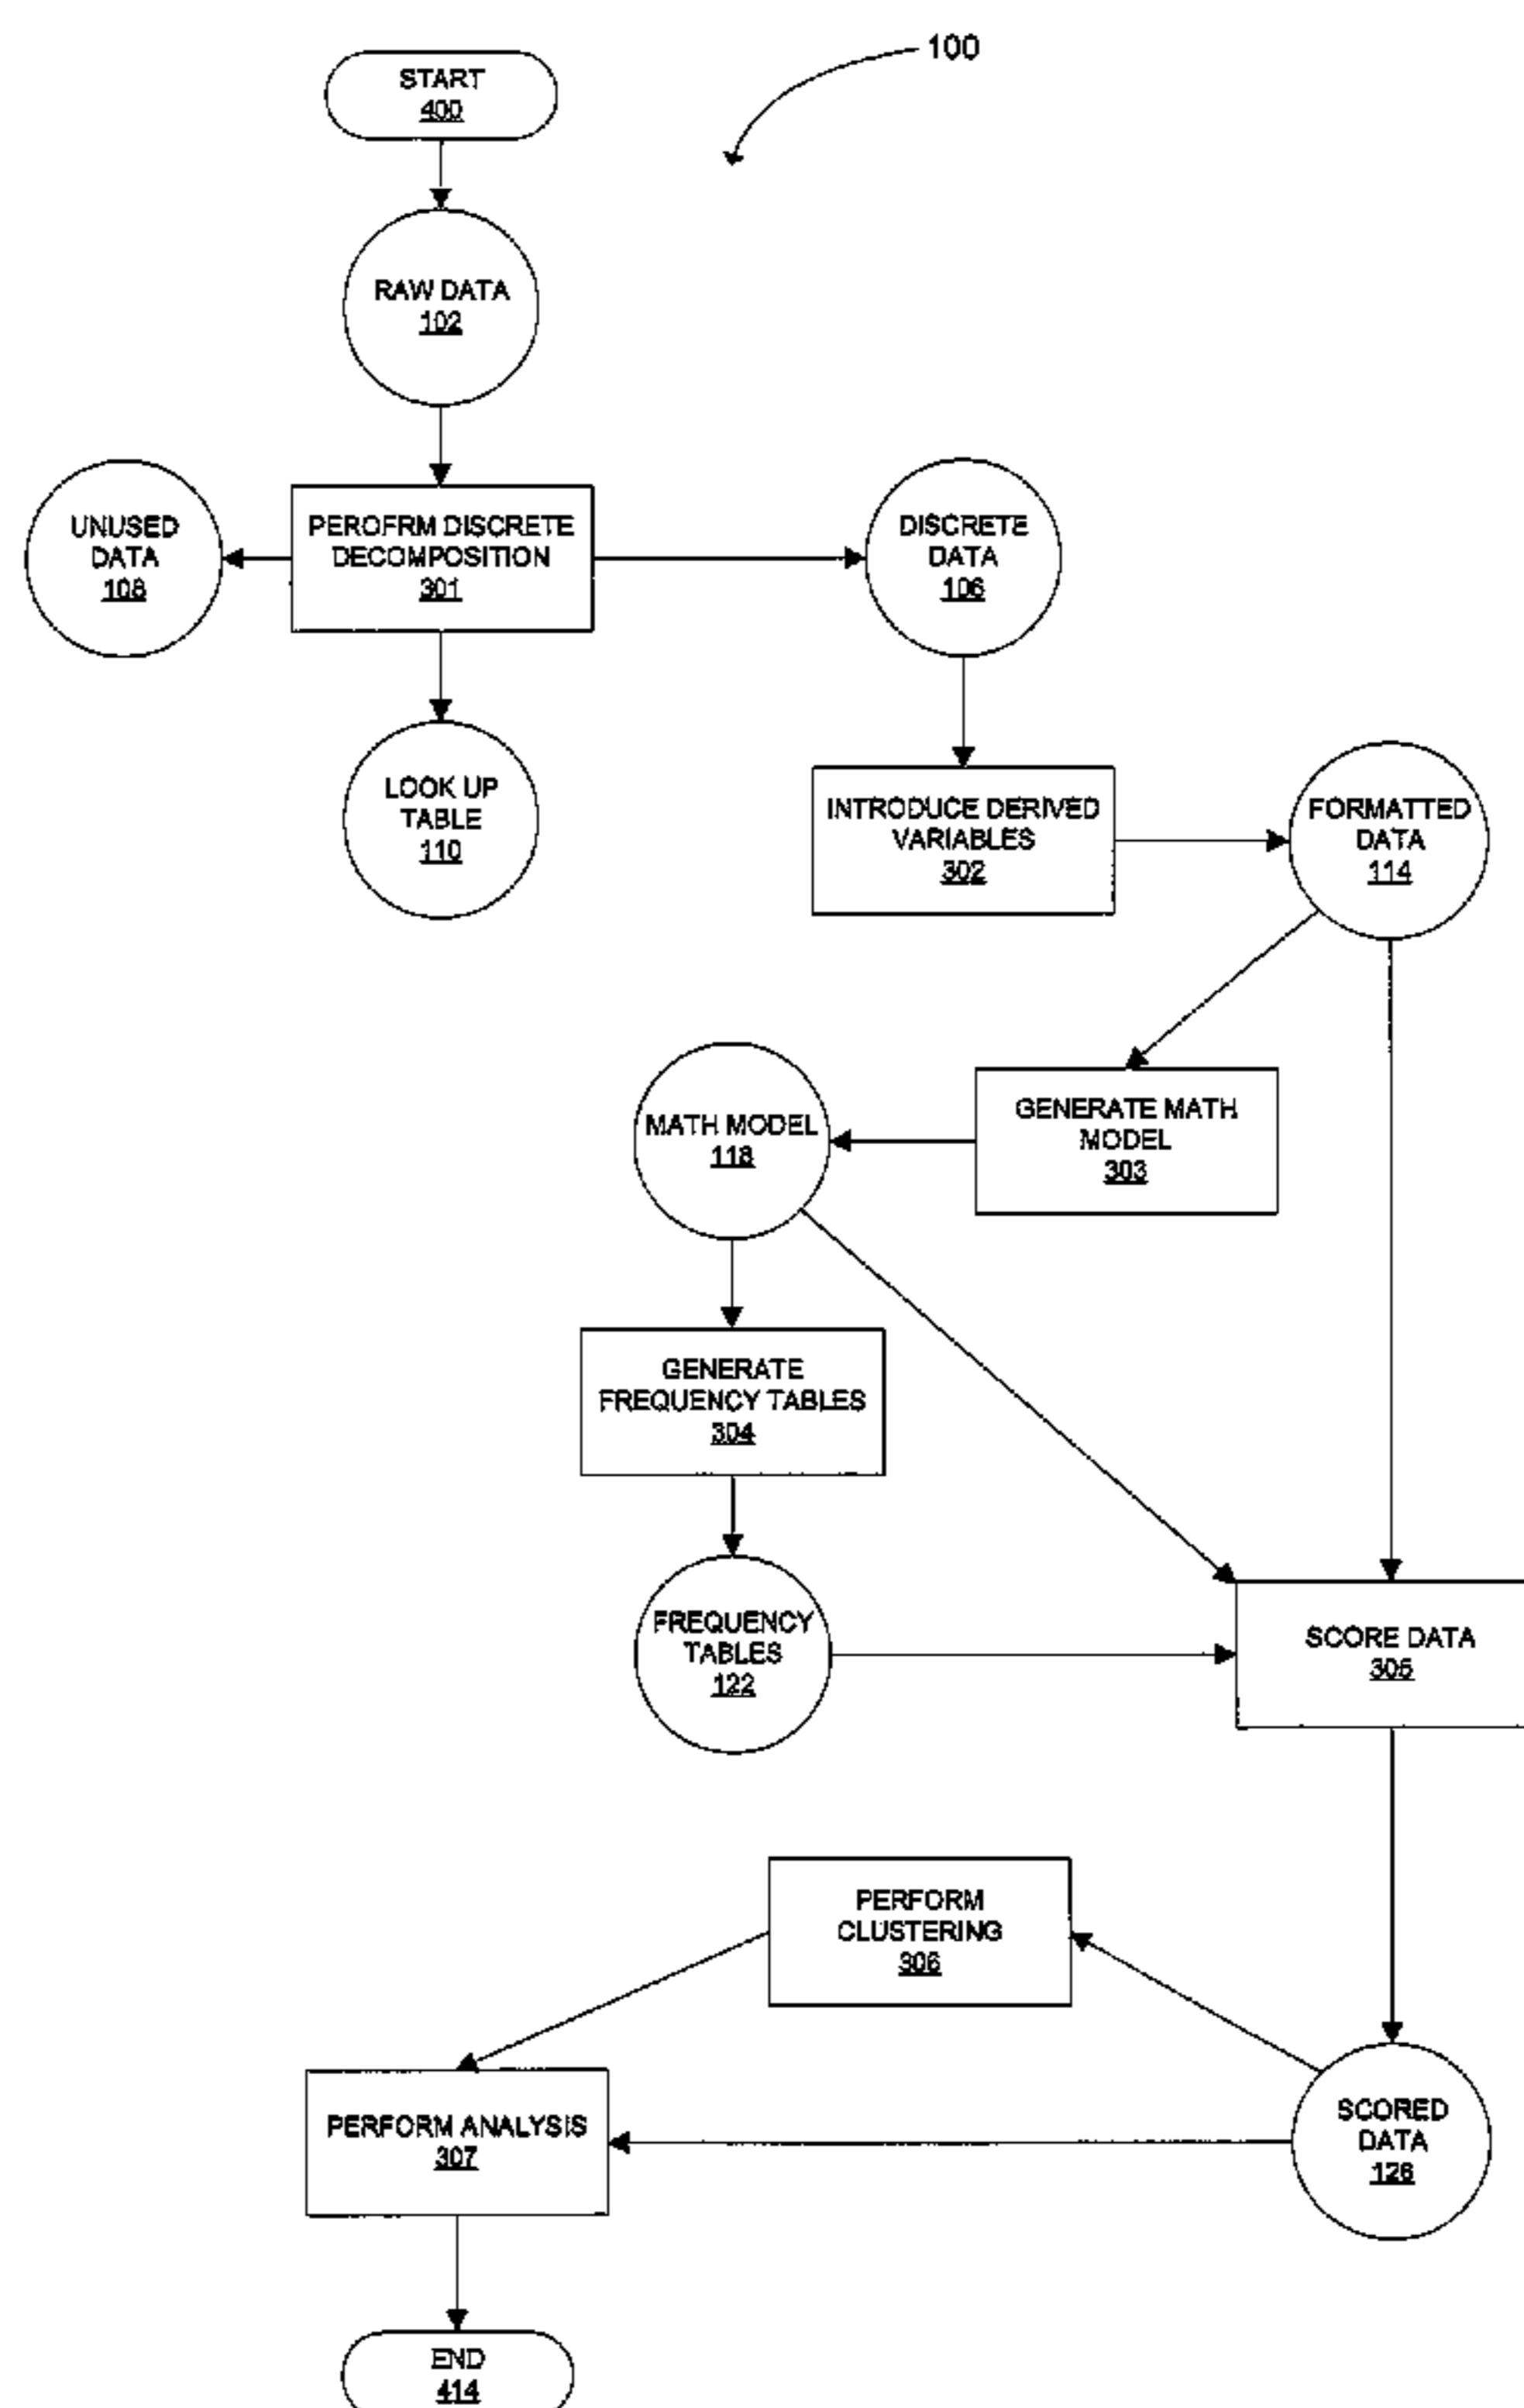 100
START
400
RAW DATA
102
UNUSED
DATA
108
PEROFRM DISCRETE
DECOMPOSITION
301
DISCRETE
DATA
106
LOOK UP
TABLE
110
INTRODUCE DERIVED
VARIABLES
302
FORMATTED
DATA
114
MATH MODEL
118
GENERATE MATH
MODEL
303
GENERATE
FREQUENCY TABLES
304
FREQUENCY
TABLES
122
SCORE DATA
305
PERFORM
CLUSTERING
306
PERFORM ANALYSIS
307
SCORED
DATA
126
END
414